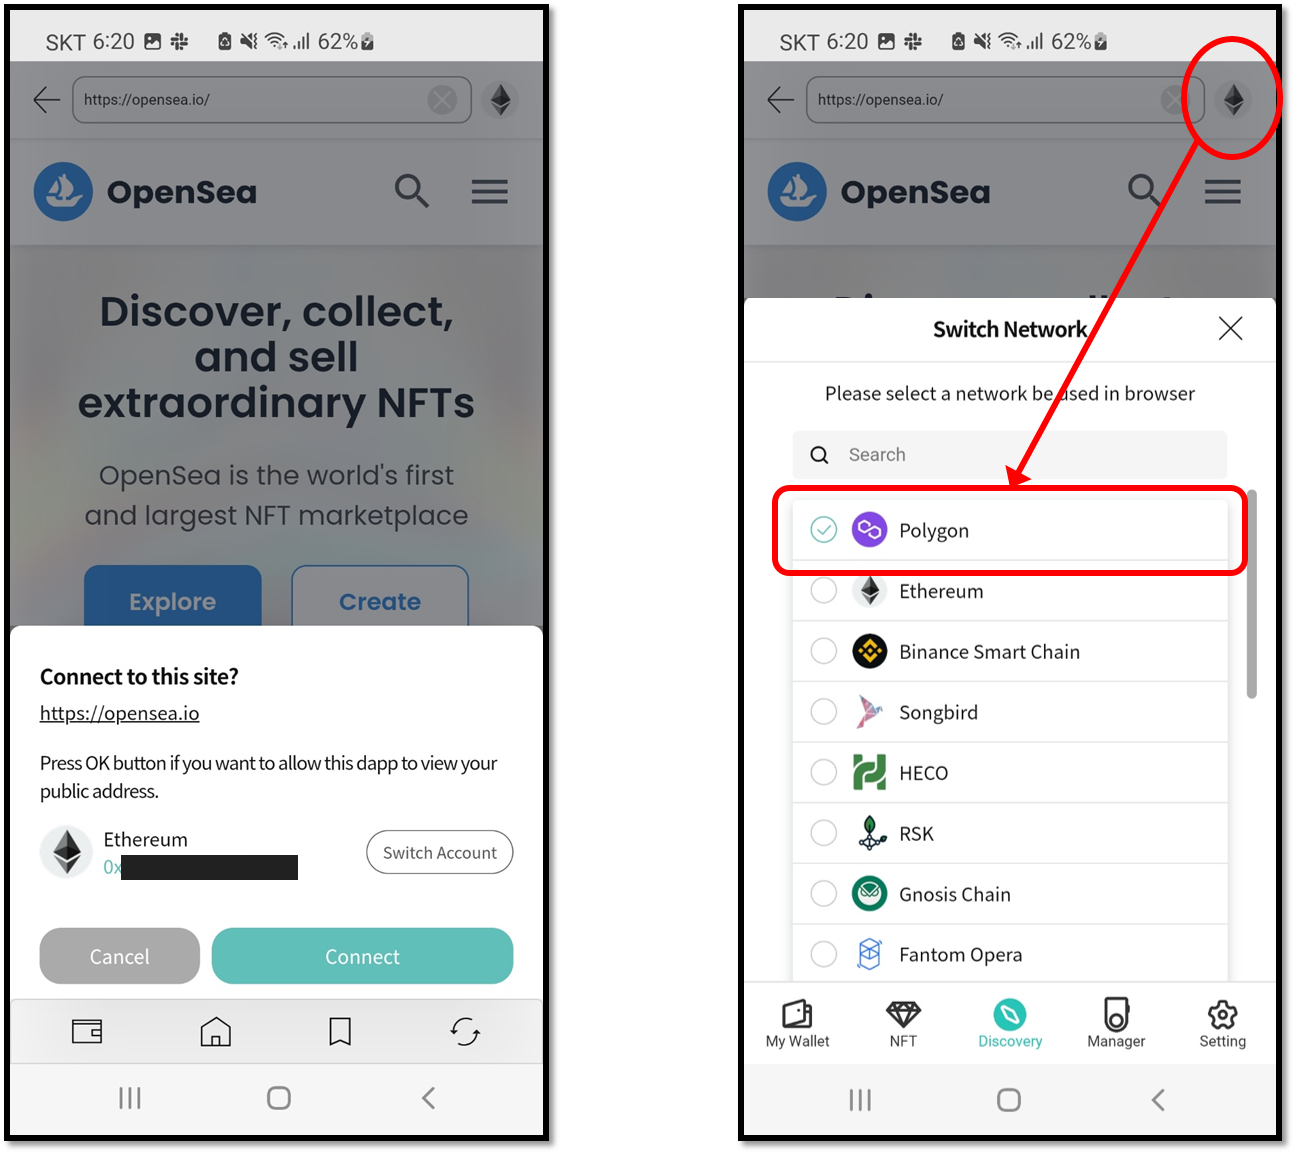 SKT 6:20 62%
https://opensea.io/
OpenSea
Discover, collect,
and sell
extraordinary NFTs
OpenSea is the world's first
and largest NFT marketplace
Explore
Create
Connect to this site?
https://opensea.io
Press OK button if you want to allow this dapp to view your
public address.
Ethereum
0x
Switch Account
Cancel
Connect
SKT 6:20 62%
https://opensea.io/
OpenSea
Switch Network
Please select a network be used in browser
Search
Polygon
Ethereum
Binance Smart Chain
Songbird
HECO
RSK
Gnosis Chain
Fantom Opera
My Wallet
NFT
Discovery
Manager
Setting